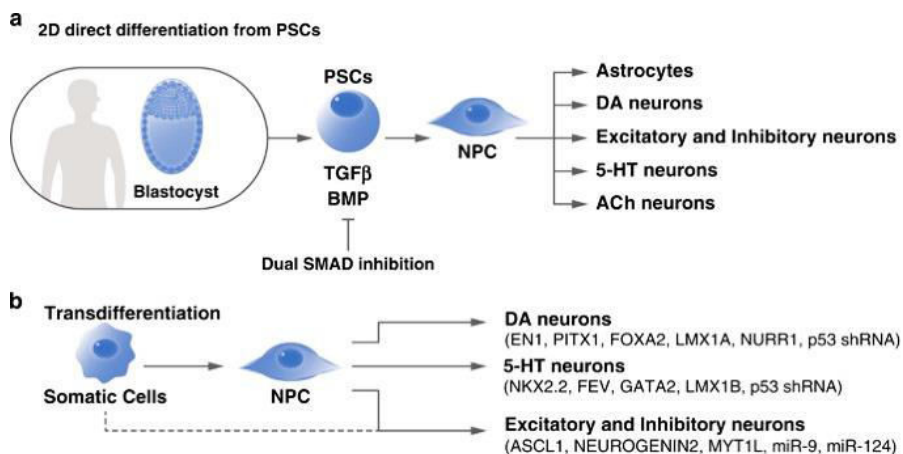 a
2D direct differentiation from PSCs
Blastocyst
PSCs
TGFβ
BMP
Dual SMAD inhibition
NPC
Astrocytes
DA neurons
Excitatory and Inhibitory neurons
5-HT neurons
ACh neurons
b
Transdifferentiation
Somatic Cells
NPC
DA neurons
(EN1, PITX1, FOXA2, LMX1A, NURR1, p53 shRNA)
5-HT neurons
(NKX2.2, FEV, GATA2, LMX1B, p53 shRNA)
Excitatory and Inhibitory neurons
(ASCL1, NEUROGENIN2, MYT1L, miR-9, miR-124)